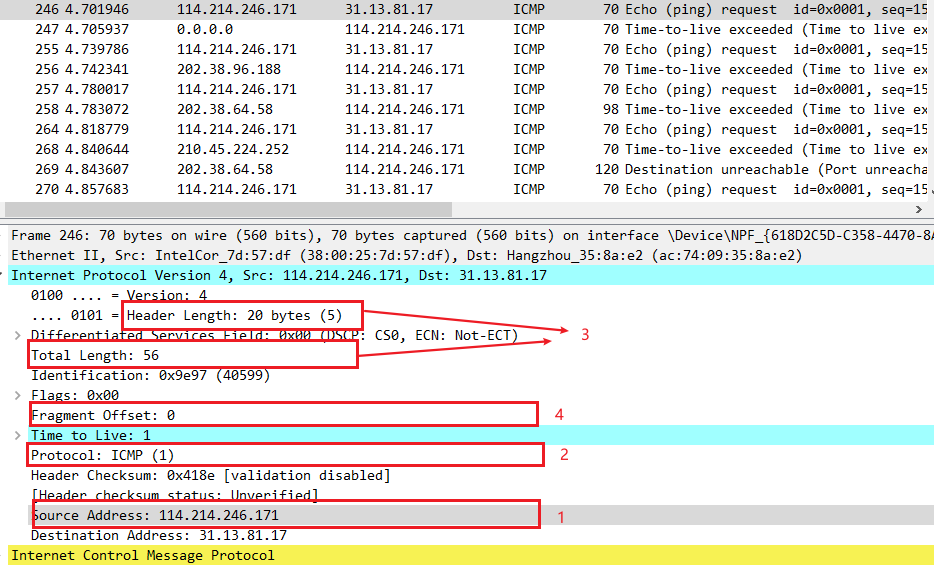 246 4.701946 114.214.246.171 31.13.81.17 ICMP 70 Echo (ping) request id=0x0001, seq=15
247 4.705937 0.0.0.0 114.214.246.171 ICMP 70 Time-to-live exceeded (Time to live ex
255 4.739786 114.214.246.171 31.13.81.17 ICMP 70 Echo (ping) request id=0x0001, seq=15
256 4.742341 202.38.96.188 114.214.246.171 ICMP 70 Time-to-live exceeded (Time to live ex
257 4.780017 114.214.246.171 31.13.81.17 ICMP 70 Echo (ping) request id=0x0001, seq=15
258 4.783072 202.38.64.58 114.214.246.171 ICMP 98 Time-to-live exceeded (Time to live ex
264 4.818779 114.214.246.171 31.13.81.17 ICMP 70 Echo (ping) request id=0x0001, seq=15
268 4.840644 210.45.224.252 114.214.246.171 ICMP 70 Time-to-live exceeded (Time to live ex
269 4.843607 202.38.64.58 114.214.246.171 ICMP 120 Destination unreachable (Port unreacha
270 4.857683 114.214.246.171 31.13.81.17 ICMP 70 Echo (ping) request id=0x0001, seq=15
Frame 246: 70 bytes on wire (560 bits), 70 bytes captured (560 bits) on interface \Device\NPF_{618D2C5D-C358-4470-8A
Ethernet II, Src: IntelCor_7d:57:df (38:00:25:7d:57:df), Dst: Hangzhou_35:8a:e2 (ac:74:09:35:8a:e2)
Internet Protocol Version 4, Src: 114.214.246.171, Dst: 31.13.81.17
0100 .... = Version: 4
.... 0101 = Header Length: 20 bytes (5)
Differentiated Services Field: 0x00 (DSCP: CS0, ECN: Not-ECT) 3
Total Length: 56
Identification: 0x9e97 (40599)
Flags: 0x00
Fragment Offset: 0 4
Time to Live: 1
Protocol: ICMP (1) 2
Header Checksum: 0x418e [validation disabled]
[Header checksum status: Unverified]
Source Address: 114.214.246.171 1
Destination Address: 31.13.81.17
Internet Control Message Protocol